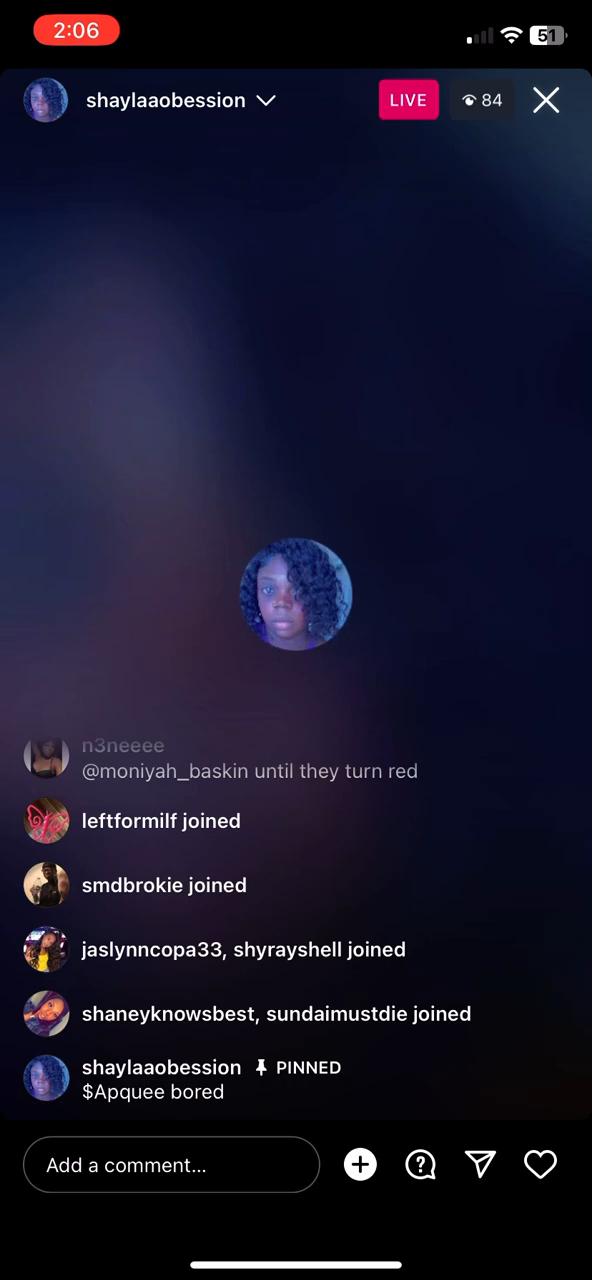 2:06
51
shaylaaobession
LIVE
84
n3neeee
@moniyah_baskin until they turn red
leftformilf joined
smdbrokie joined
jaslynncopa33, shyrayshell joined
shaneyknowsbest, sundaimustdie joined
shaylaaobession PINNED
$Apquee bored
Add a comment...